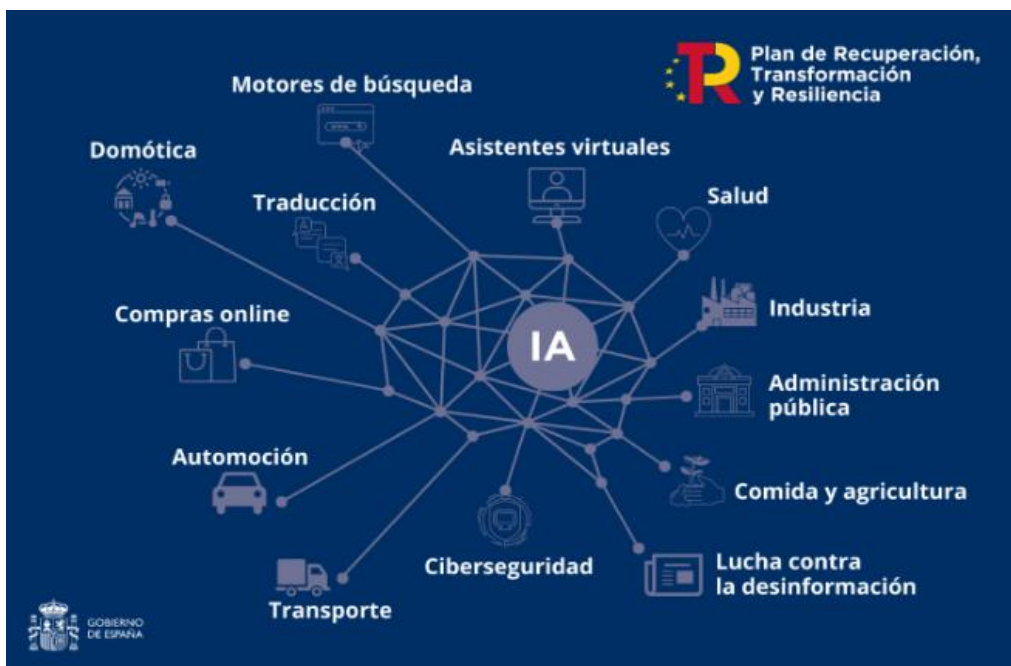 Plan de Recuperación,
Transformación
y Resiliencia
Motores de búsqueda
Asistentes virtuales
Domótica
Traducción
Salud
Compras online
Industria
IA
Administración
pública
Automoción
Comida y agricultura
Ciberseguridad
Lucha contra
la desinformación
Transporte
GOBIERNO
DE ESPAÑA